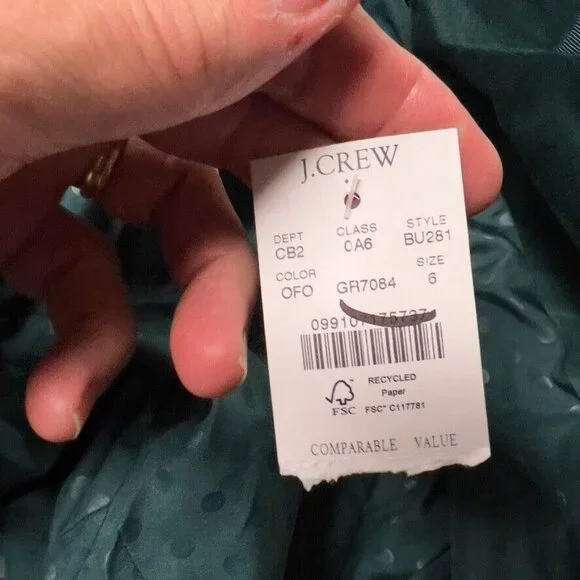 J.CREW
DEPT CLASS STYLE
CB2 0A6 BU281
COLOR SIZE
OFO GR7084 6
RECYCLED
Paper
FSC
FSC® C117781
COMPARABLE VALUE